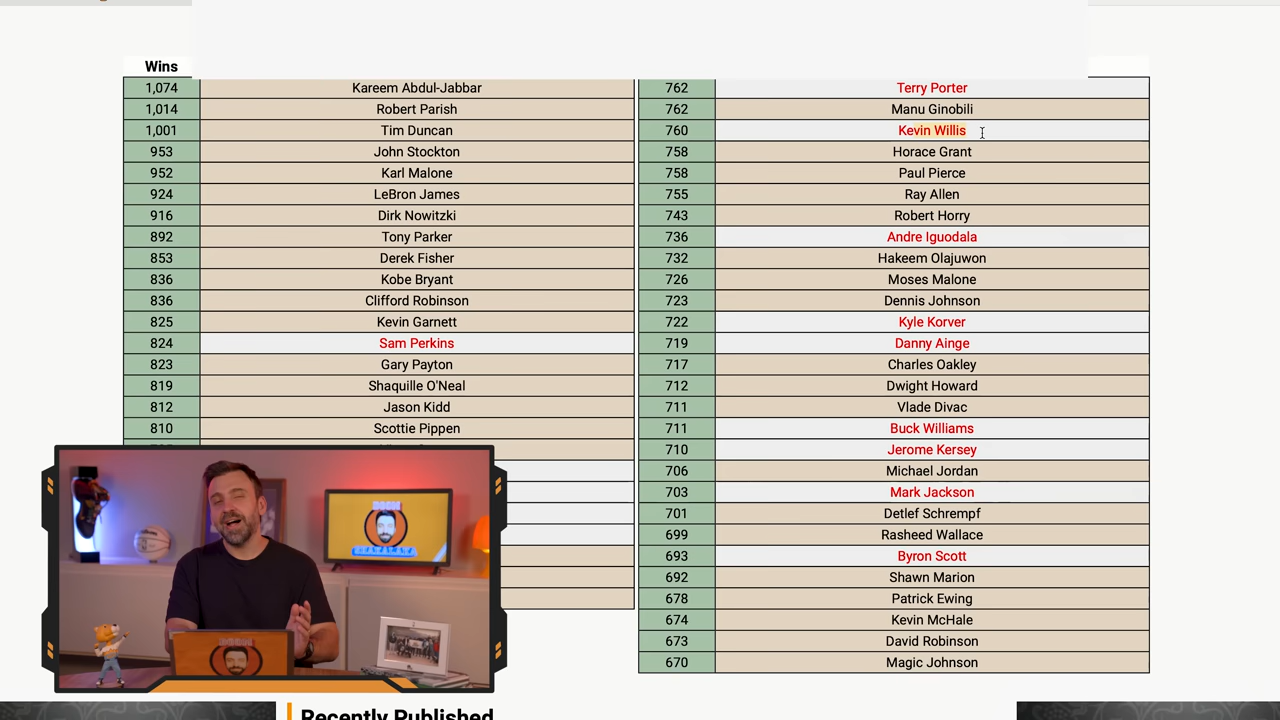 Wins
1,074 Kareem Abdul-Jabbar
1,014 Robert Parish
1,001 Tim Duncan
953 John Stockton
952 Karl Malone
924 LeBron James
916 Dirk Nowitzki
892 Tony Parker
853 Derek Fisher
836 Kobe Bryant
836 Clifford Robinson
825 Kevin Garnett
824 Sam Perkins
823 Gary Payton
819 Shaquille O'Neal
812 Jason Kidd
810 Scottie Pippen
762 Terry Porter
762 Manu Ginobili
760 Kevin Willis
758 Horace Grant
758 Paul Pierce
755 Ray Allen
743 Robert Horry
736 Andre Iguodala
732 Hakeem Olajuwon
726 Moses Malone
723 Dennis Johnson
722 Kyle Korver
719 Danny Ainge
717 Charles Oakley
712 Dwight Howard
711 Vlade Divac
711 Buck Williams
710 Jerome Kersey
706 Michael Jordan
703 Mark Jackson
701 Detlef Schrempf
699 Rasheed Wallace
693 Byron Scott
692 Shawn Marion
678 Patrick Ewing
674 Kevin McHale
673 David Robinson
670 Magic Johnson
Recently Published